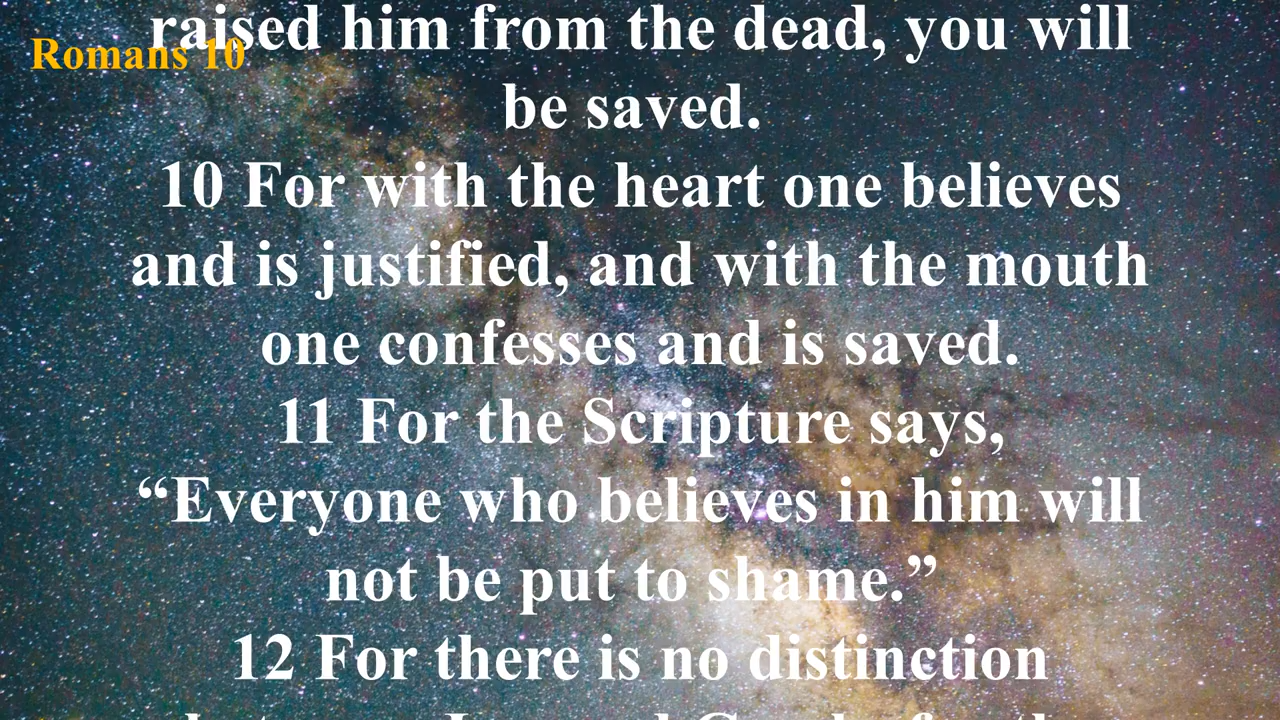 Romans 10
raised him from the dead, you will
be saved.
10 For with the heart one believes
and is justified, and with the mouth
one confesses and is saved.
11 For the Scripture says,
“Everyone who believes in him will
not be put to shame.”
12 For there is no distinction